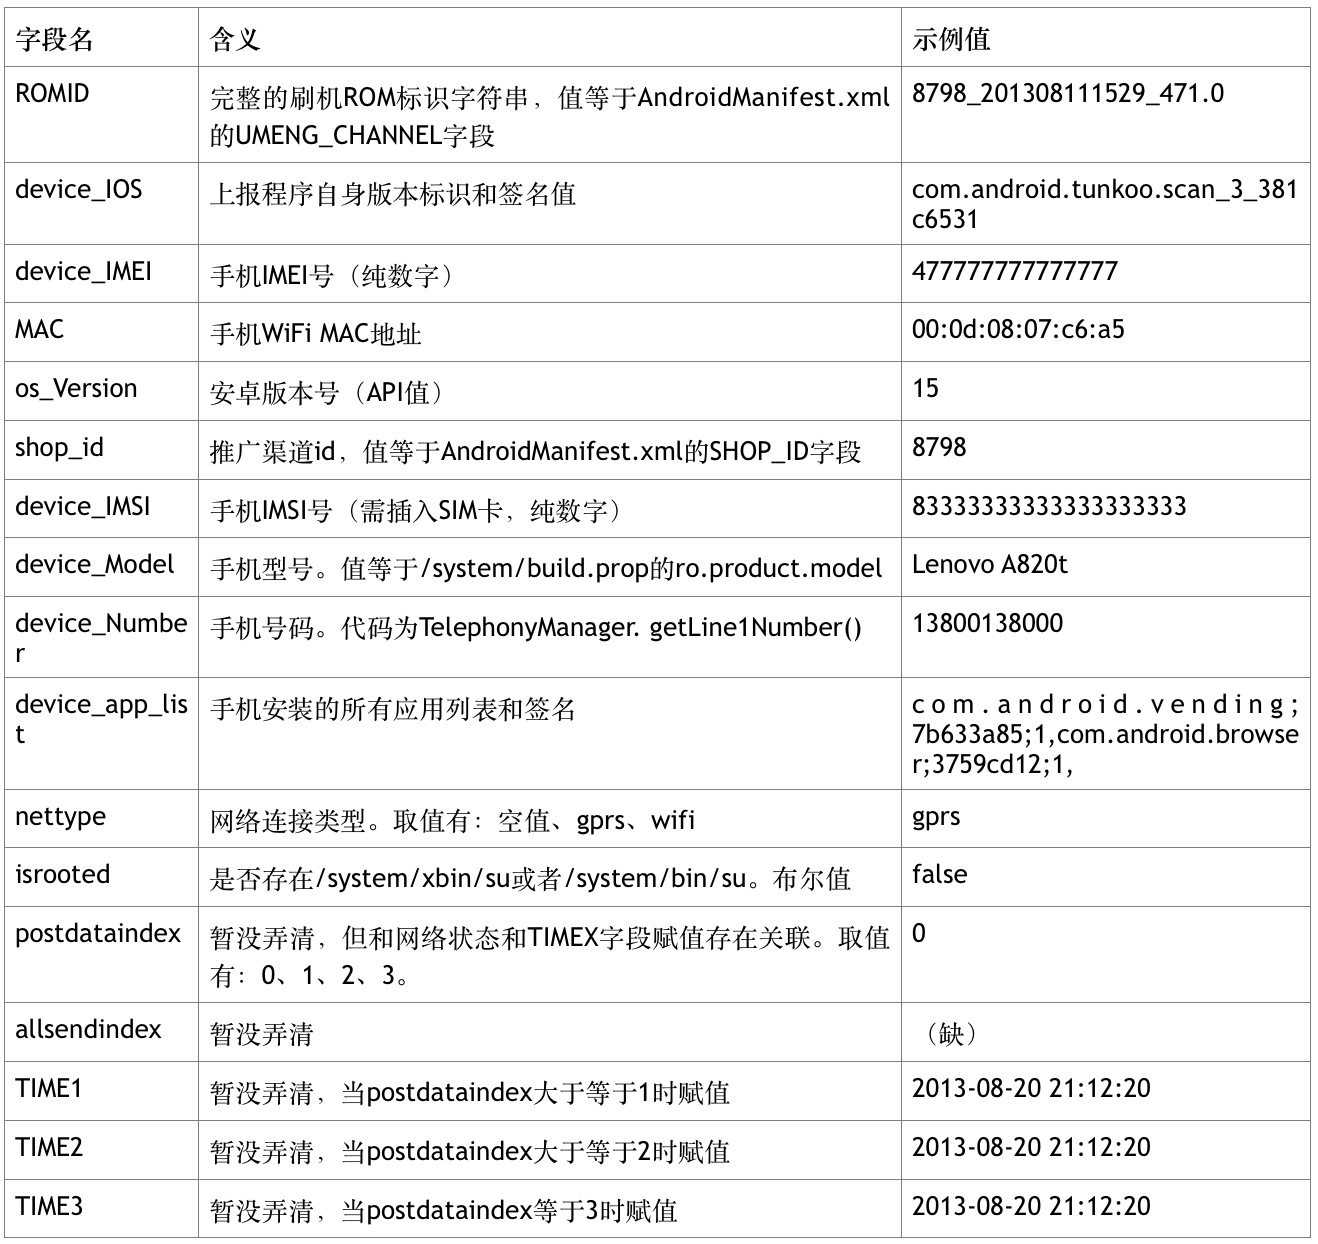 字段名 含义 示例值
ROMID 完整的刷机ROM标识字符串，值等于AndroidManifest.xml 8798_201308111529_471.0
的UMENG_CHANNEL字段
device_IOS 上报程序自身版本标识和签名值 com.android.tunkoo.scan_3_381
c6531
device_IMEI 手机IMEI号（纯数字） 477777777777777
MAC 手机WiFi MAC地址 00:0d:08:07:c6:a5
os_Version 安卓版本号（API值） 15
shop_id 推广渠道id，值等于AndroidManifest.xml的SHOP_ID字段 8798
device_IMSI 手机IMSI号（需插入SIM卡，纯数字） 83333333333333333333
device_Model 手机型号。值等于/system/build.prop的ro.product.model Lenovo A820t
device_Numbe 手机号码。代码为TelephonyManager. getLine1Number() 13800138000
r
device_app_lis 手机安装的所有应用列表和签名 com.android.vending;
t 7b633a85;1,com.android.browse
r;3759cd12;1,
nettype 网络连接类型。取值有：空值、gprs、wifi gprs
isrooted 是否存在/system/xbin/su或者/system/bin/su。布尔值 false
postdataindex 暂没弄清，但和网络状态和TIMEX字段赋值存在关联。取值 0
有：0、1、2、3。
allsendindex 暂没弄清 （缺）
TIME1 暂没弄清，当postdataindex大于等于1时赋值 2013-08-20 21:12:20
TIME2 暂没弄清，当postdataindex大于等于2时赋值 2013-08-20 21:12:20
TIME3 暂没弄清，当postdataindex等于3时赋值 2013-08-20 21:12:20